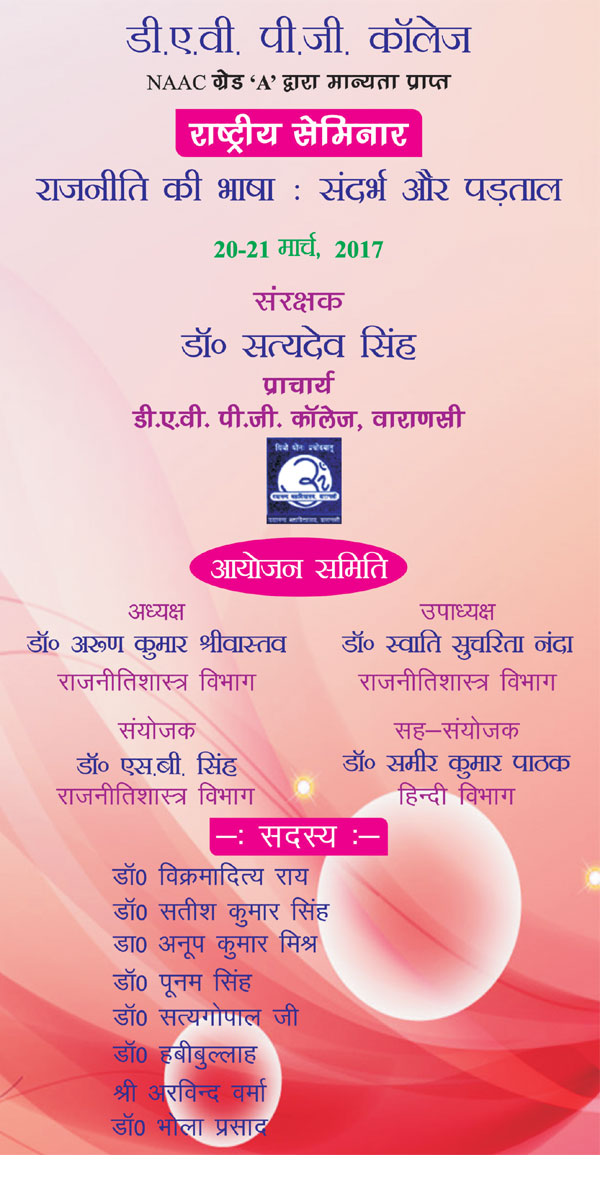 डी.ए.वी. पी.जी. कॉलेज
NAAC ग्रेड ‘A’ द्वारा मान्यता प्राप्त
राष्ट्रीय सेमिनार
राजनीति की भाषा : संदर्भ और पड़ताल
20-21 मार्च, 2017
संरक्षक
डॉ० सत्यदेव सिंह
प्राचार्य
डी.ए.वी. पी.जी. कॉलेज, वाराणसी
आयोजन समिति
अध्यक्ष उपाध्यक्ष
डॉ० अरूण कुमार श्रीवास्तव डॉ० स्वाति सुचरिता नंदा
राजनीतिशास्त्र विभाग राजनीतिशास्त्र विभाग
संयोजक सह–संयोजक
डॉ० एस.बी. सिंह डॉ० समीर कुमार पाठक
राजनीतिशास्त्र विभाग हिन्दी विभाग
–: सदस्य :–
डॉ0 विक्रमादित्य राय
डॉ0 सतीश कुमार सिंह
डा0 अनूप कुमार मिश्र
डॉ0 पूनम सिंह
डॉ0 सत्यगोपाल जी
डॉ0 हबीबुल्लाह
श्री अरविन्द वर्मा
डॉ0 भोला प्रसाद